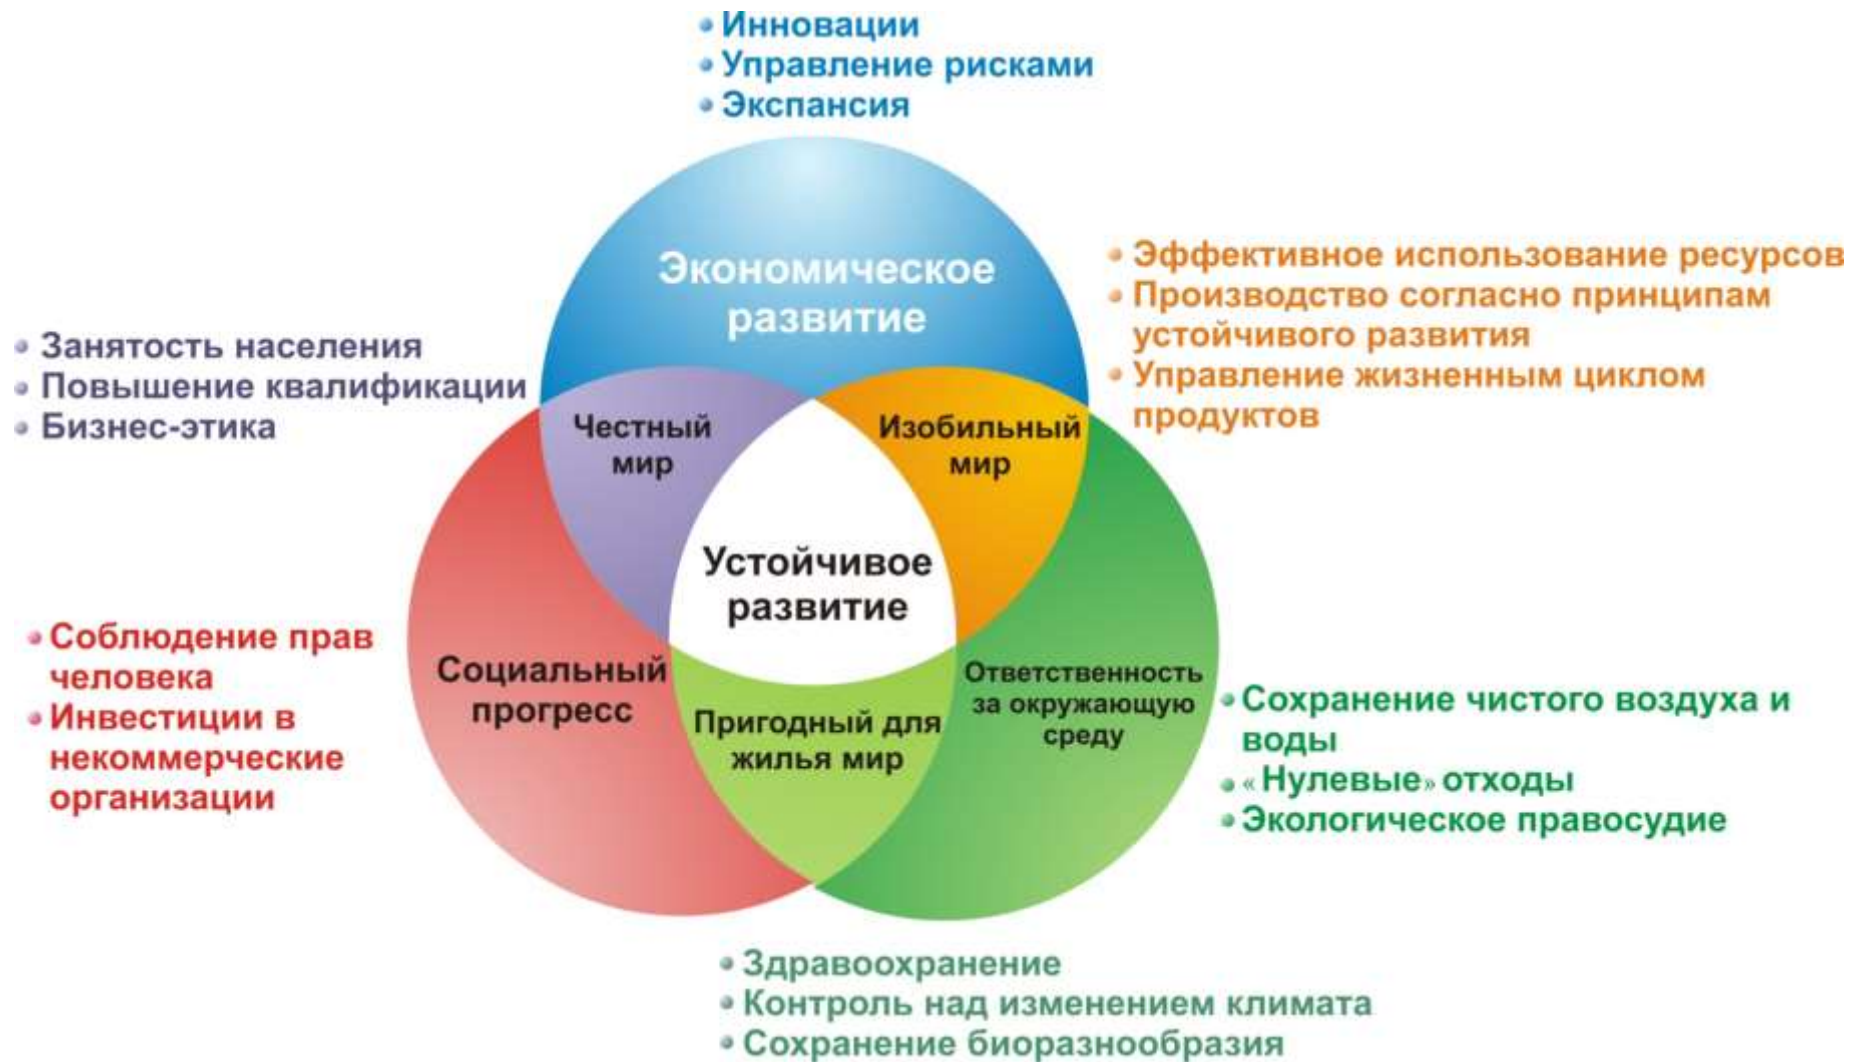 Инновации
Управление рисками
Экспансия
Экономическое
развитие
Эффективное использование ресурсов
Производство согласно принципам
устойчивого развития
Управление жизненным циклом
продуктов
Занятость населения
Повышение квалификации
Бизнес-этика
Честный
мир
Изобильный
мир
Устойчивое
развитие
Соблюдение прав
человека
Инвестиции в
некоммерческие
организации
Социальный
прогресс
Пригодный для
жилья мир
Ответственность
за окружающую
среду
Сохранение чистого воздуха и
воды
«Нулевые» отходы
Экологическое правосудие
Здравоохранение
Контроль над изменением климата
Сохранение биоразнообразия